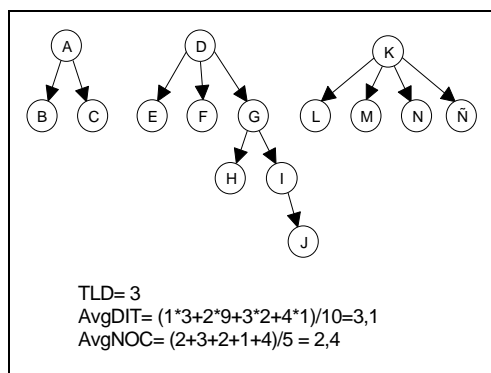 A D K
B C E F G L M N Ñ
H I
J
TLD= 3
AvgDIT= (1*3+2*9+3*2+4*1)/10=3,1
AvgNOC= (2+3+2+1+4)/5 = 2,4